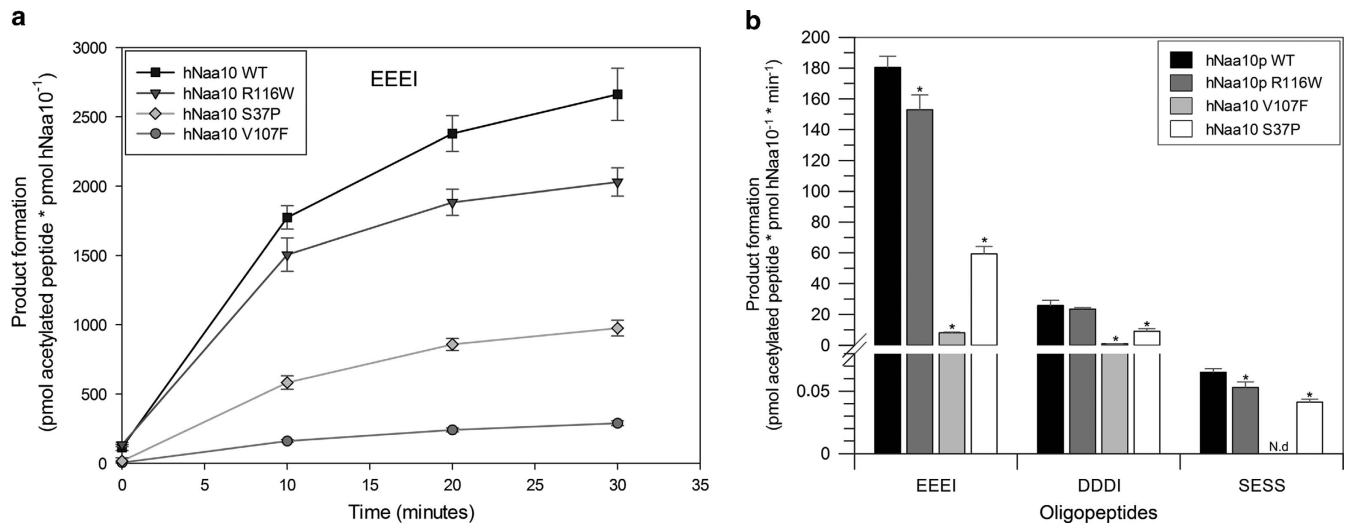 a
Product formation
(pmol acetylated peptide * pmol hNaa10⁻¹)
3000
2500
2000
1500
1000
500
0
hNaa10 WT
hNaa10 R116W
hNaa10 S37P
hNaa10 V107F
EEEI
0 5 10 15 20 25 30 35
Time (minutes)
b
Product formation
(pmol acetylated peptide * pmol hNaa10⁻¹ * min⁻¹)
200
180
160
140
120
100
80
60
40
20
0
0.05
0
hNaa10p WT
hNaa10p R116W
hNaa10 V107F
hNaa10 S37P
*
*
*
*
*
*
N.d
*
EEEI DDDI SESS
Oligopeptides